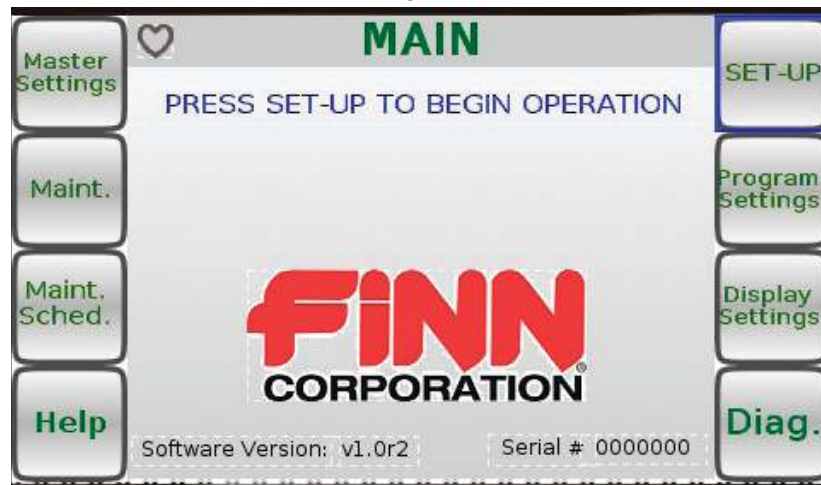 MAIN
PRESS SET-UP TO BEGIN OPERATION
Master
Settings
Maint.
Maint.
Sched.
Help
SET-UP
Program
Settings
Display
Settings
Diag.
FINN
CORPORATION
®
Software Version: v1.0r2
Serial # 0000000